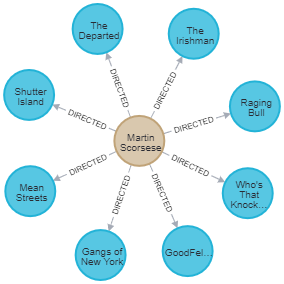 The
Departed
The
Irishman
DIRECTED
DIRECTED
Shutter
Island
DIRECTED
DIRECTED
Raging
Bull
Martin
Scorsese
Mean
Streets
DIRECTED
DIRECTED
Who's
That
Knock...
DIRECTED
DIRECTED
Gangs of
New York
GoodFel...